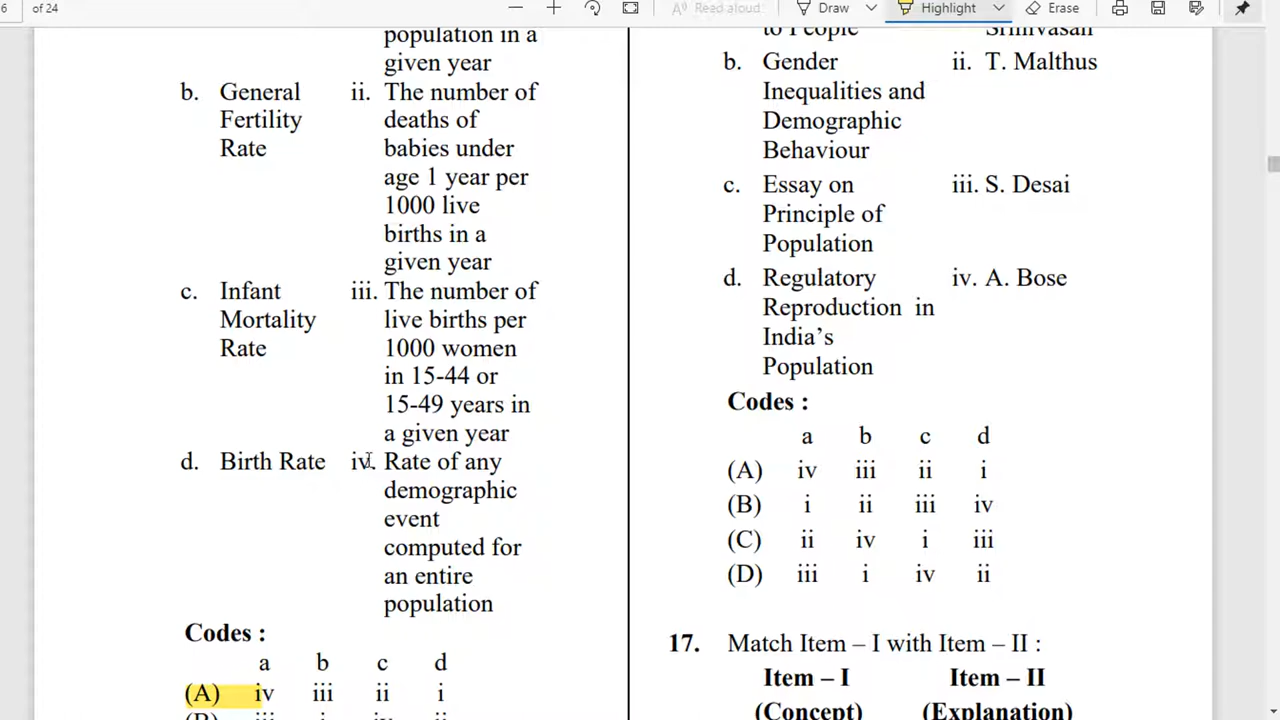 6 of 24
Read aloud
Draw
Highlight
Erase
population in a
given year
b. General ii. The number of
Fertility deaths of
Rate babies under
age 1 year per
1000 live
births in a
given year
c. Infant iii. The number of
Mortality live births per
Rate 1000 women
in 15-44 or
15-49 years in
a given year
d. Birth Rate iv. Rate of any
demographic
event
computed for
an entire
population
Codes :
a b c d
(A) iv iii ii i
to People Srinivasan
b. Gender ii. T. Malthus
Inequalities and
Demographic
Behaviour
c. Essay on iii. S. Desai
Principle of
Population
d. Regulatory iv. A. Bose
Reproduction in
India’s
Population
Codes :
a b c d
(A) iv iii ii i
(B) i ii iii iv
(C) ii iv i iii
(D) iii i iv ii
17. Match Item – I with Item – II :
Item – I Item – II
(Concept) (Explanation)